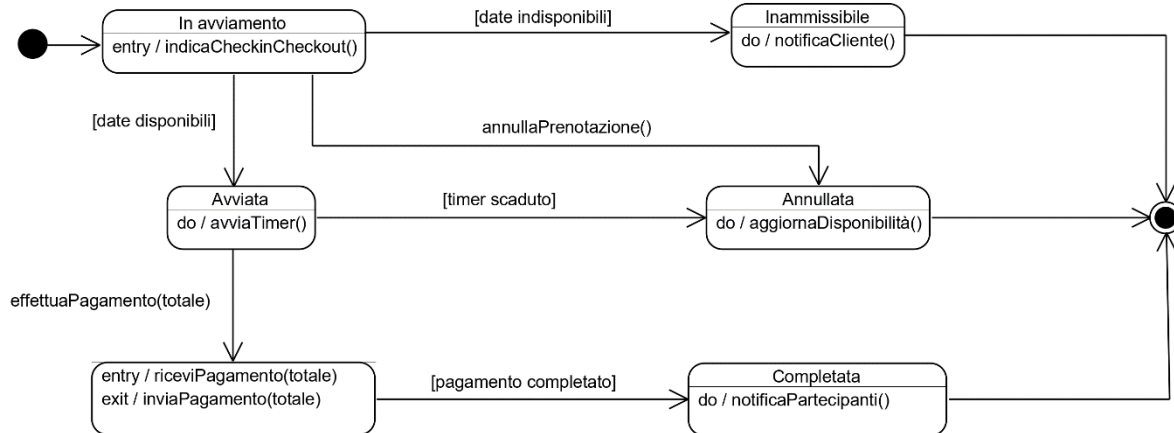 In avviamento
entry / indicaCheckinCheckout()
[date indisponibili]
Inammissibile
do / notificaCliente()
[date disponibili]
annullaPrenotazione()
Avviata
do / avviaTimer()
[timer scaduto]
Annullata
do / aggiornaDisponibilità()
effettuaPagamento(totale)
entry / riceviPagamento(totale)
exit / inviaPagamento(totale)
[pagamento completato]
Completata
do / notificaPartecipanti()